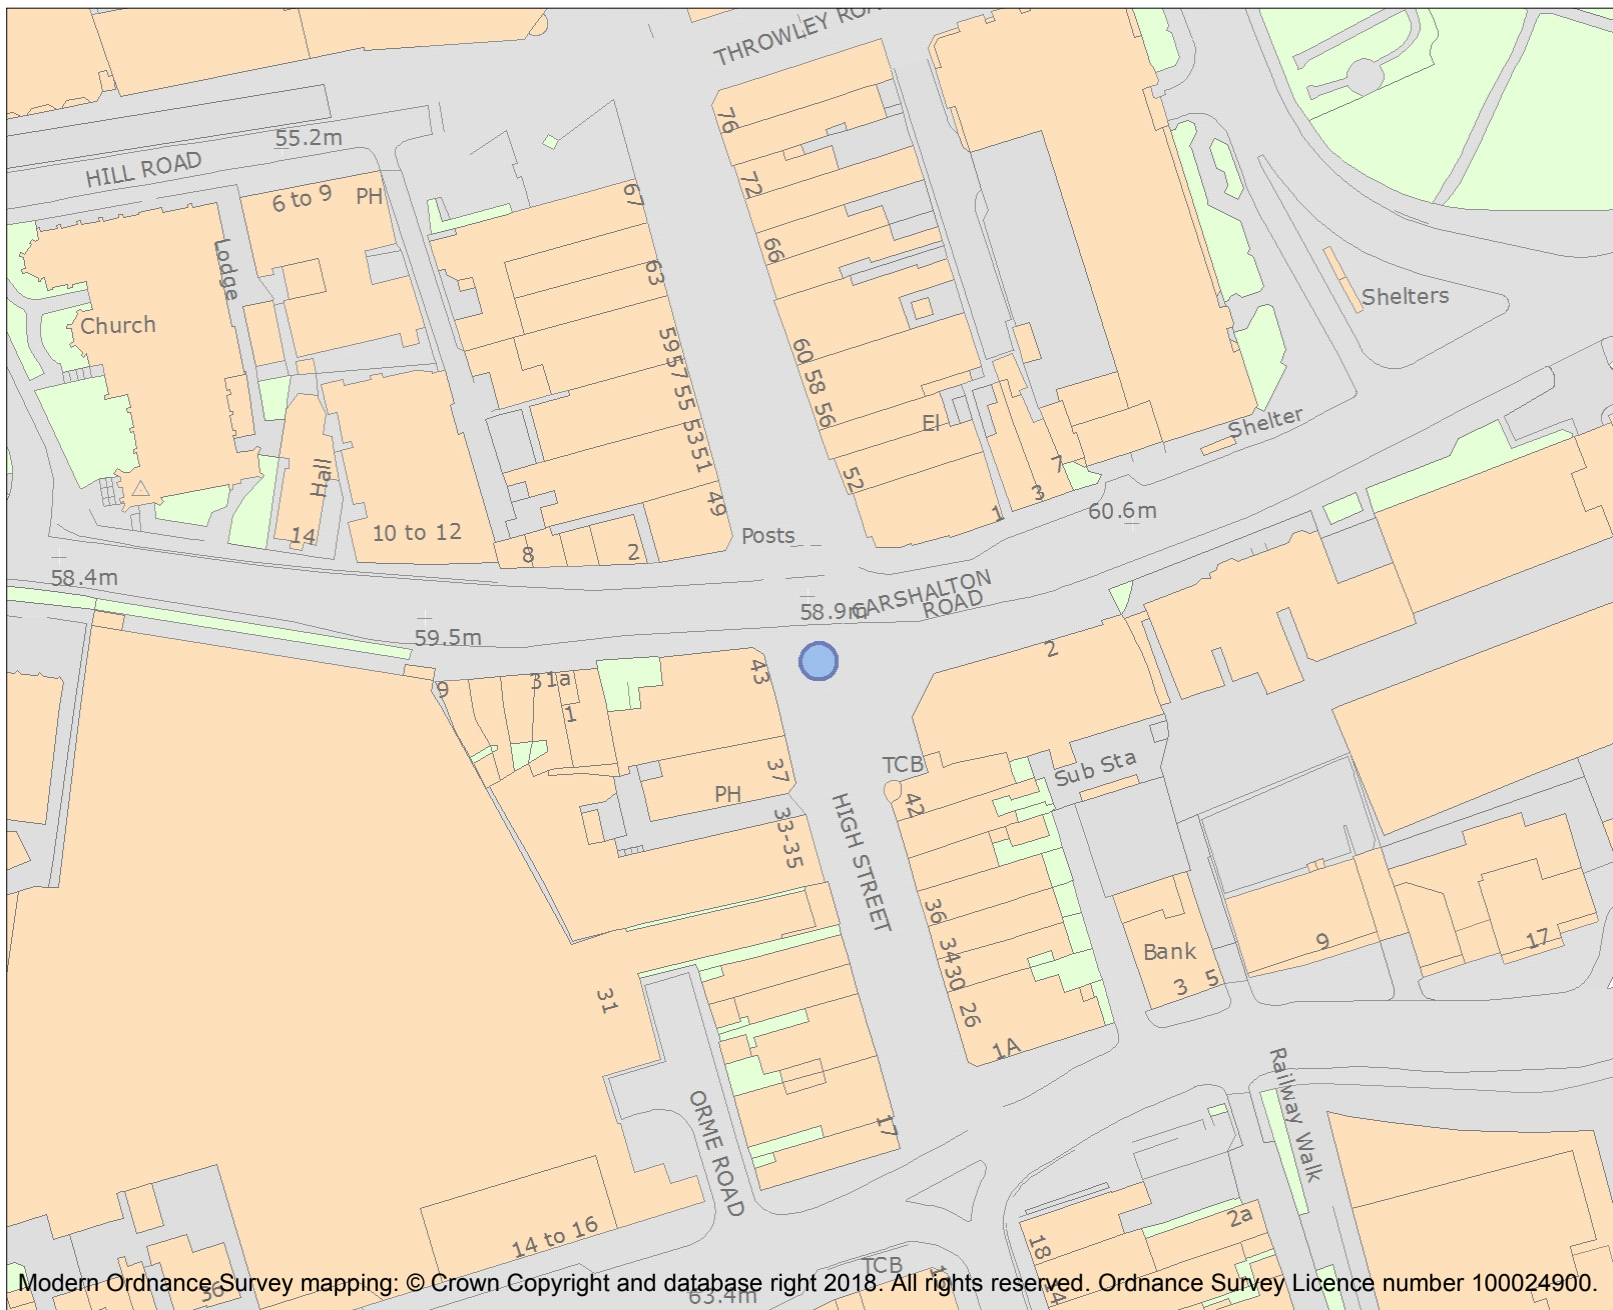 THROWLEY ROA
55.2m
HILL ROAD
76
6 to 9
PH
67
72
Lodge
66
63
Shelters
Church
59
57
55
53
51
60
58
56
El
Shelter
7
3
1
52
49
Hall
14
10 to 12
8
2
Posts
60.6m
58.4m
58.9m
CARSHALTON
ROAD
59.5m
9
3
1a
1
43
2
37
PH
TCB
42
Sub Sta
33-35
HIGH STREET
36
34
30
26
1A
Bank
3
5
9
17
31
ORME ROAD
17
Railway Walk
14 to 16
18
2a
TCB
36
63.4m
Modern Ordnance Survey mapping: © Crown Copyright and database right 2018. All rights reserved. Ordnance Survey Licence number 100024900.